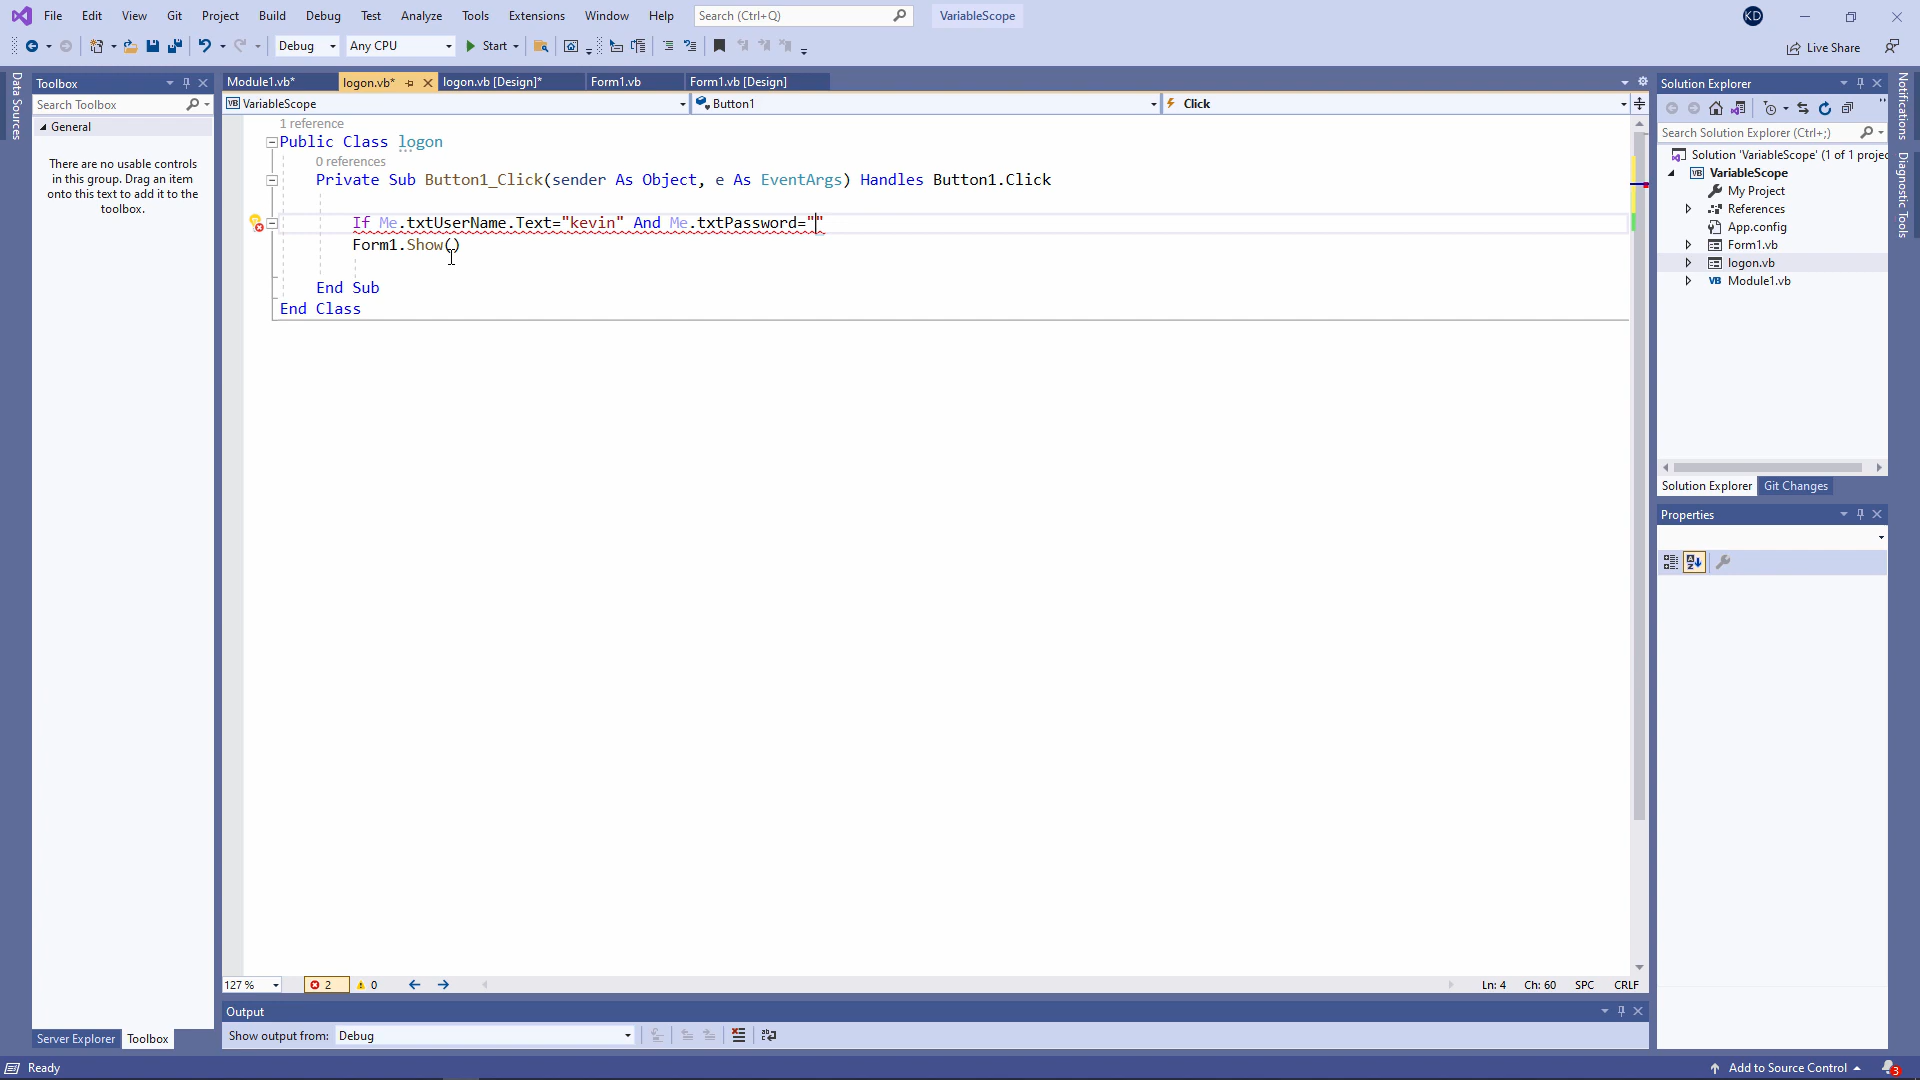 File Edit View Git Project Build Debug Test Analyze Tools Extensions Window Help Search (Ctrl+Q) VariableScope KD
Debug Any CPU Start Live Share
Data Sources
Toolbox
Search Toolbox
General
There are no usable controls
in this group. Drag an item
onto this text to add it to the
toolbox.
Server Explorer Toolbox
Module1.vb* logon.vb* logon.vb [Design]* Form1.vb Form1.vb [Design]
VB VariableScope Button1 Click
1 reference
Public Class logon
0 references
Private Sub Button1_Click(sender As Object, e As EventArgs) Handles Button1.Click
If Me.txtUserName.Text="kevin" And Me.txtPassword=""
Form1.Show()
End Sub
End Class
127 % 2 0 Ln: 4 Ch: 60 SPC CRLF
Output
Show output from: Debug
Solution Explorer
Search Solution Explorer (Ctrl+;)
Solution 'VariableScope' (1 of 1 projec
VB VariableScope
My Project
References
App.config
Form1.vb
logon.vb
VB Module1.vb
Solution Explorer Git Changes
Properties
Notifications
Diagnostic Tools
Ready Add to Source Control 3